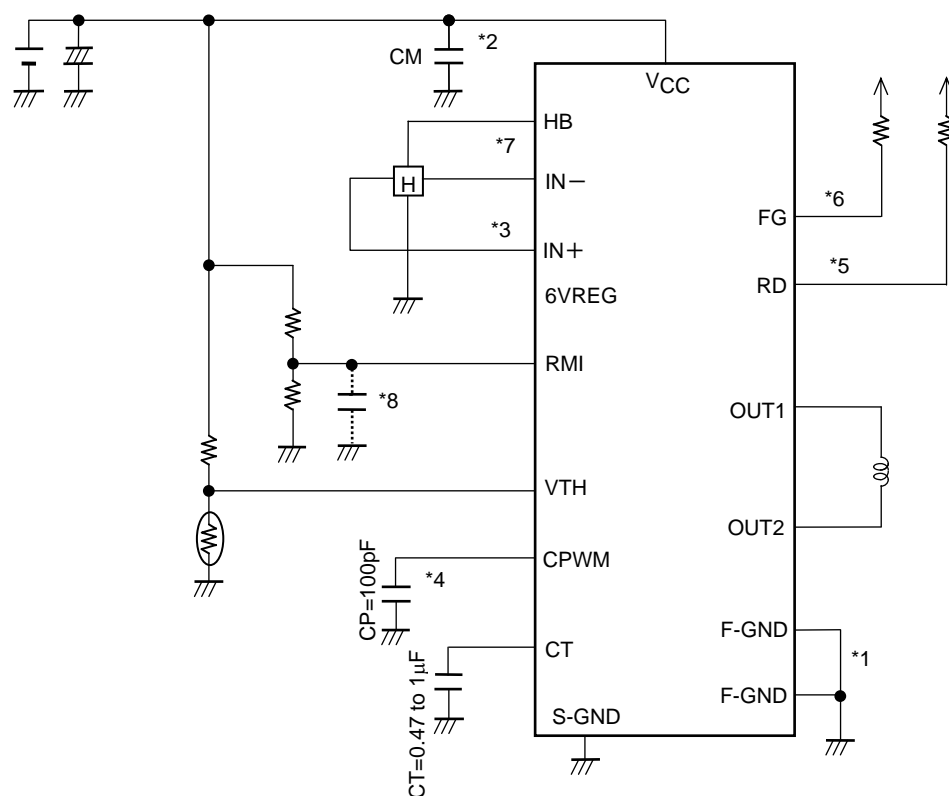 CM
*2
VCC
HB
*7
H
IN−
*3
IN+
6VREG
RMI
*8
VTH
CPWM
*4
CP=100pF
CT
CT=0.47 to 1µF
S-GND
FG
*6
RD
*5
OUT1
OUT2
F-GND
*1
F-GND